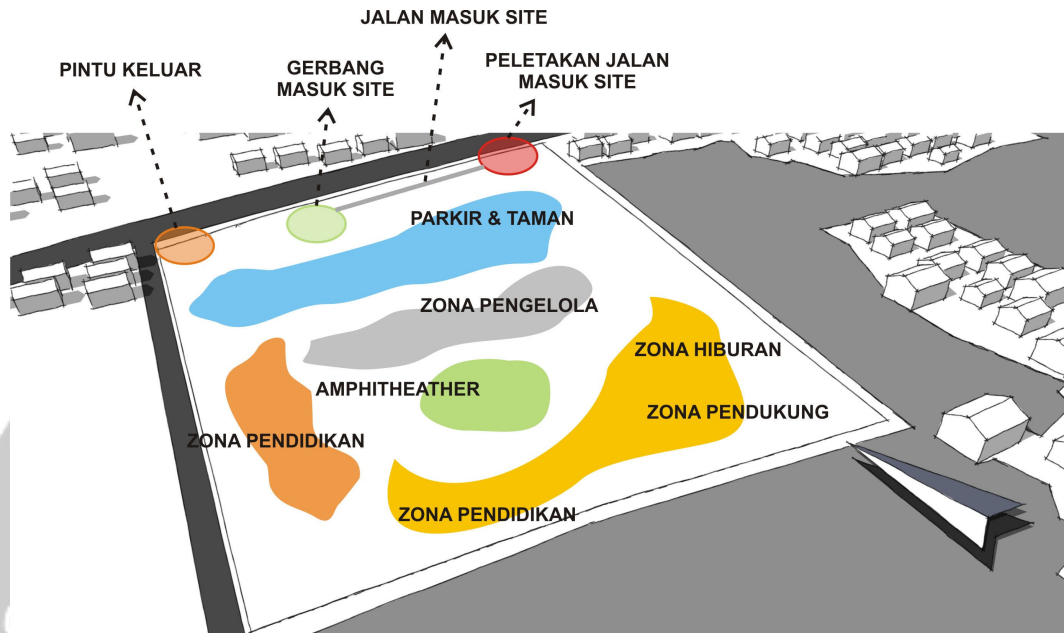 JALAN MASUK SITE
PINTU KELUAR
GERBANG
MASUK SITE
PELETAKAN JALAN
MASUK SITE
PARKIR & TAMAN
ZONA PENGELOLA
ZONA HIBURAN
AMPHITHEATHER
ZONA PENDUKUNG
ZONA PENDIDIKAN
ZONA PENDIDIKAN